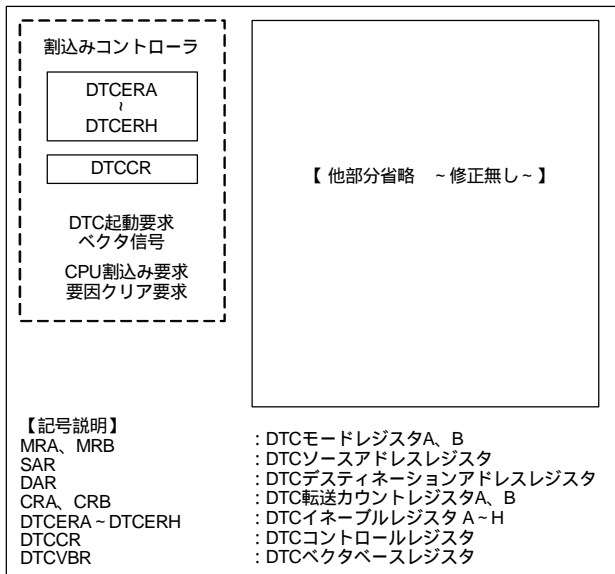 割込みコントローラ
DTCERA
~
DTCERH
DTCCR
DTC起動要求
ベクタ信号
CPU割込み要求
要因クリア要求
【 他部分省略 ~修正無し~ 】
【記号説明】
MRA、MRB :DTCモードレジスタA、B
SAR :DTCソースアドレスレジスタ
DAR :DTCデスティネーションアドレスレジスタ
CRA、CRB :DTC転送カウントレジスタA、B
DTCERA~DTCERH :DTCイネーブルレジスタ A~H
DTCCR :DTCコントロールレジスタ
DTCVBR :DTCベクタベースレジスタ